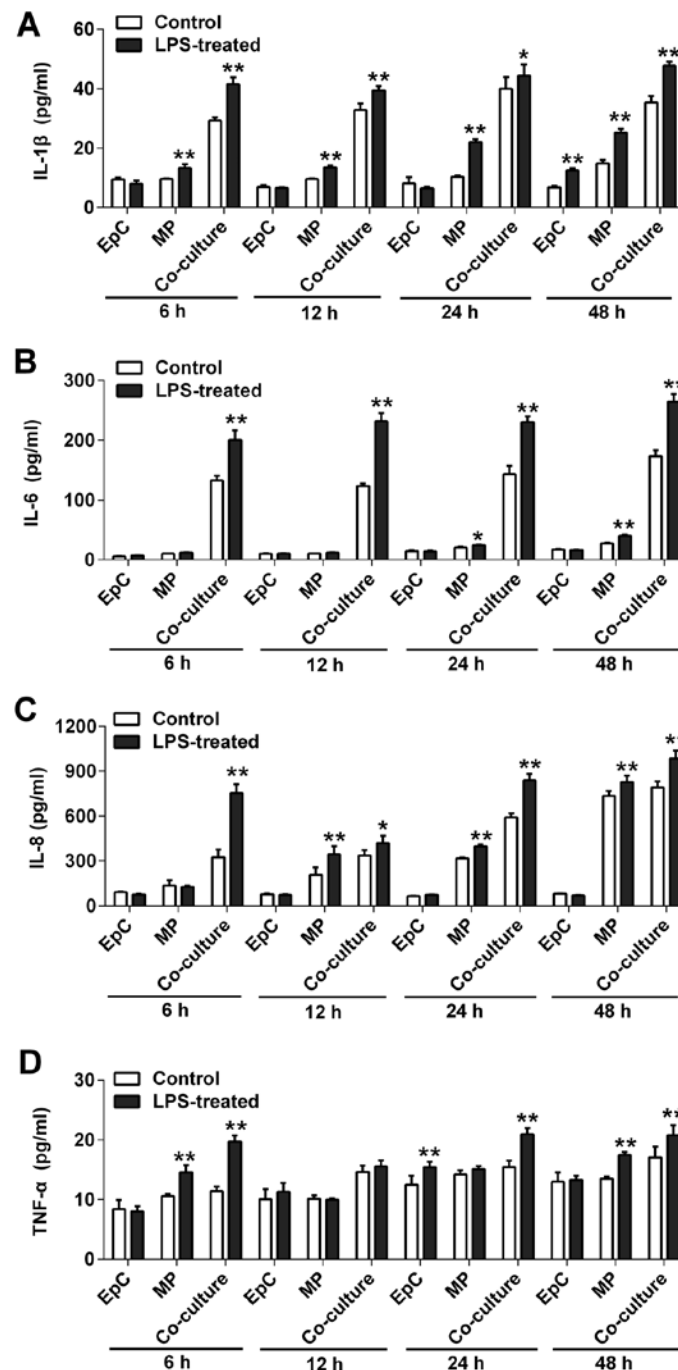 A
Control
LPS-treated
** ** ** ** ** * ** ** **
IL-1β (pg/ml)
60
40
20
0
EpC MP Co-culture EpC MP Co-culture EpC MP Co-culture EpC MP Co-culture
6 h 12 h 24 h 48 h
B
Control
LPS-treated
** ** * ** ** **
IL-6 (pg/ml)
300
200
100
0
EpC MP Co-culture EpC MP Co-culture EpC MP Co-culture EpC MP Co-culture
6 h 12 h 24 h 48 h
C
Control
LPS-treated
** ** * ** ** ** **
IL-8 (pg/ml)
1200
900
600
300
0
EpC MP Co-culture EpC MP Co-culture EpC MP Co-culture EpC MP Co-culture
6 h 12 h 24 h 48 h
D
Control
LPS-treated
** ** ** ** ** **
TNF-α (pg/ml)
30
20
10
0
EpC MP Co-culture EpC MP Co-culture EpC MP Co-culture EpC MP Co-culture
6 h 12 h 24 h 48 h